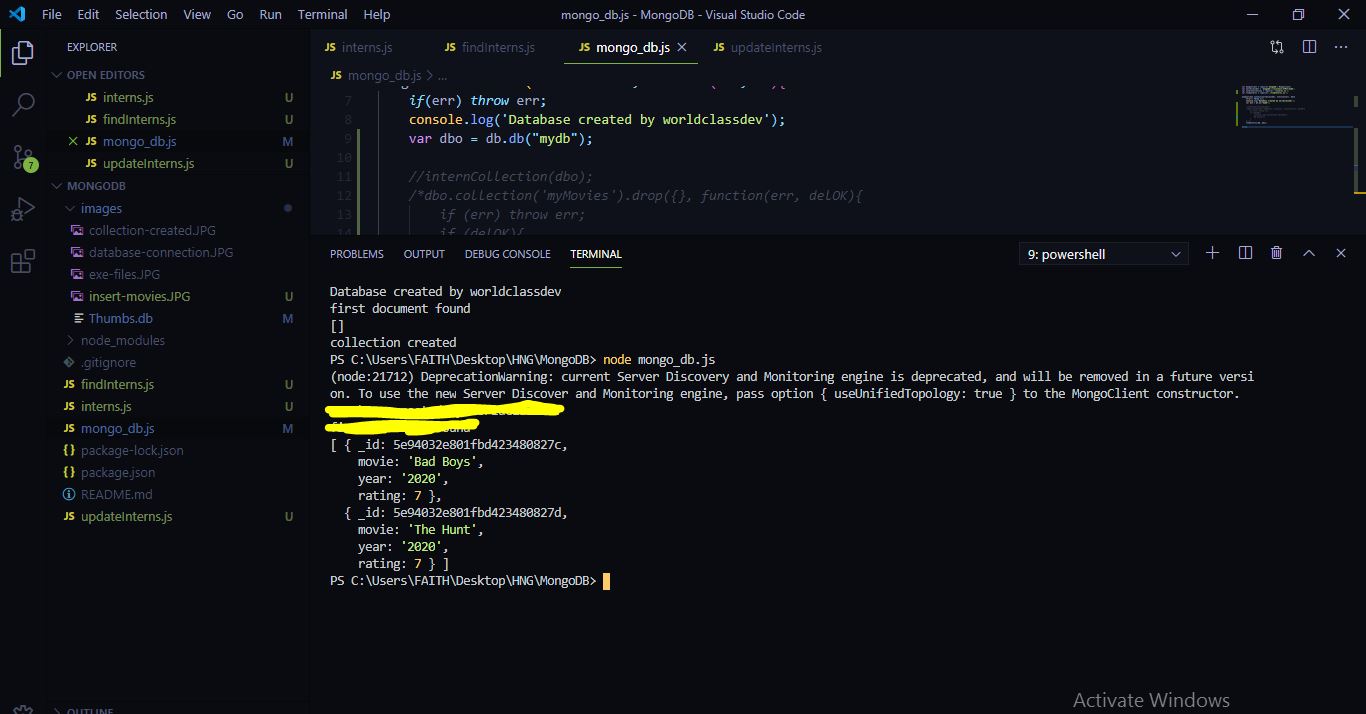 File Edit Selection View Go Run Terminal Help
mongo_db.js - MongoDB - Visual Studio Code
EXPLORER
OPEN EDITORS
JS interns.js U
JS findInterns.js U
JS mongo_db.js M
JS updateInterns.js U
7
MONGODB
images
collection-created.JPG
database-connection.JPG
exe-files.JPG
insert-movies.JPG U
Thumbs.db M
node_modules
.gitignore
JS findInterns.js U
JS interns.js U
JS mongo_db.js M
{} package-lock.json
{} package.json
README.md
JS updateInterns.js U
OUTLINE
JS interns.js JS findInterns.js JS mongo_db.js JS updateInterns.js
JS mongo_db.js > ...
7 if(err) throw err;
8 console.log('Database created by worldclassdev');
9 var dbo = db.db("mydb");
10
11 //internCollection(dbo);
12 /*dbo.collection('myMovies').drop({}, function(err, delOK){
13 if (err) throw err;
14 if (delOK){
PROBLEMS OUTPUT DEBUG CONSOLE TERMINAL 9: powershell
Database created by worldclassdev
first document found
[]
collection created
PS C:\Users\FAITH\Desktop\HNG\MongoDB> node mongo_db.js
(node:21712) DeprecationWarning: current Server Discovery and Monitoring engine is deprecated, and will be removed in a future versi
on. To use the new Server Discover and Monitoring engine, pass option { useUnifiedTopology: true } to the MongoClient constructor.
[ { _id: 5e94032e801fbd423480827c,
movie: 'Bad Boys',
year: '2020',
rating: 7 },
{ _id: 5e94032e801fbd423480827d,
movie: 'The Hunt',
year: '2020',
rating: 7 } ]
PS C:\Users\FAITH\Desktop\HNG\MongoDB>
Activate Windows